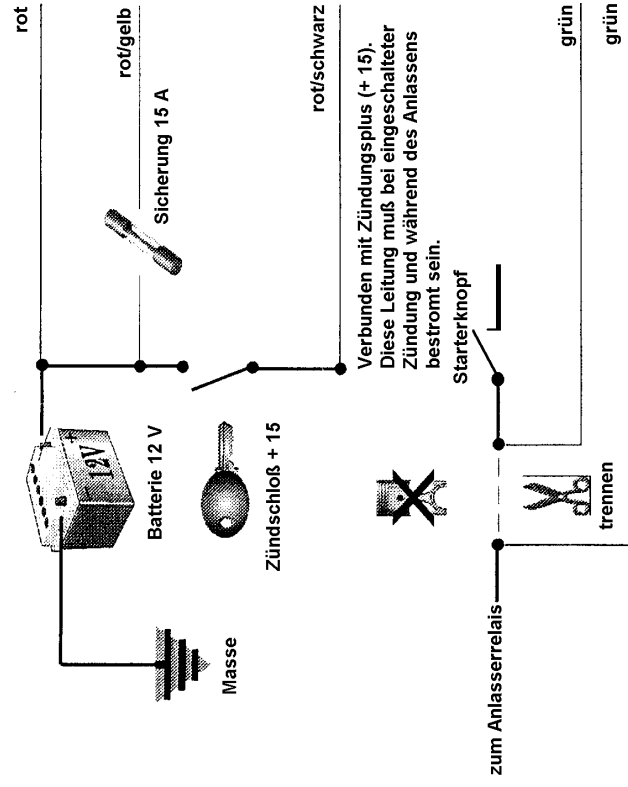 rot
- 12V +
rot/gelb
Batterie 12 V
Sicherung 15 A
Masse
Zündschloß + 15
rot/schwarz
Verbunden mit Zündungsplus (+ 15).
Diese Leitung muß bei eingeschalteter
Zündung und während des Anlassens
bestromt sein.
Starterknopf
zum Anlasserrelais
grün
trennen
grün